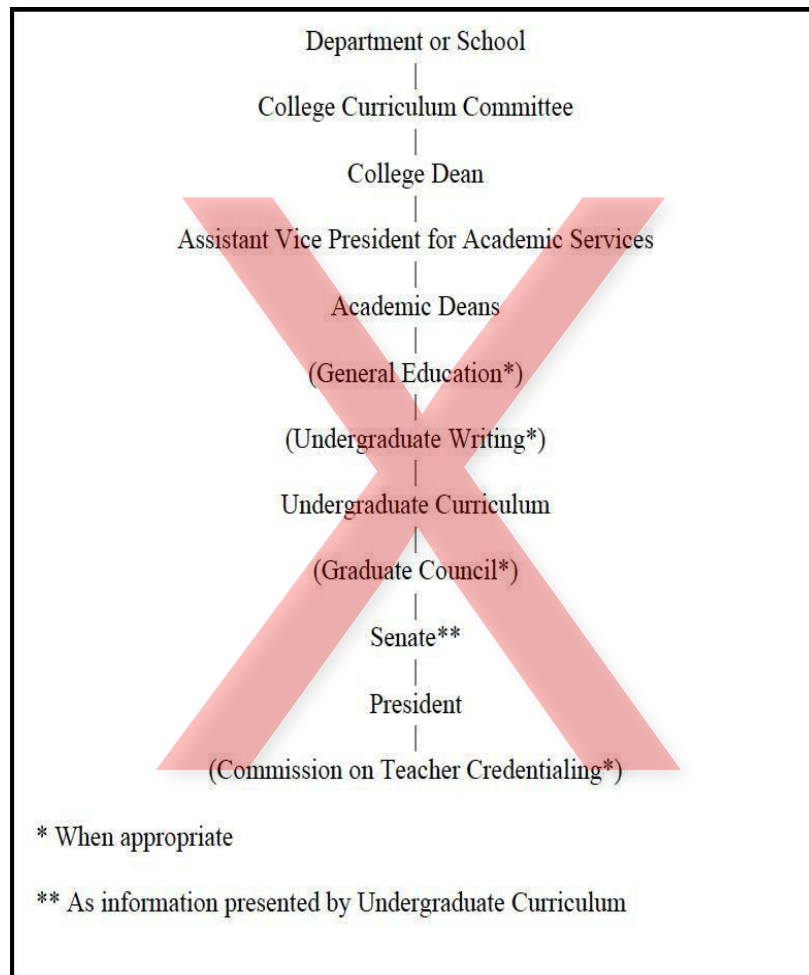 Department or School
College Curriculum Committee
College Dean
Assistant Vice President for Academic Services
Academic Deans
(General Education*)
(Undergraduate Writing*)
Undergraduate Curriculum
(Graduate Council*)
Senate**
President
(Commission on Teacher Credentialing*)
* When appropriate
** As information presented by Undergraduate Curriculum